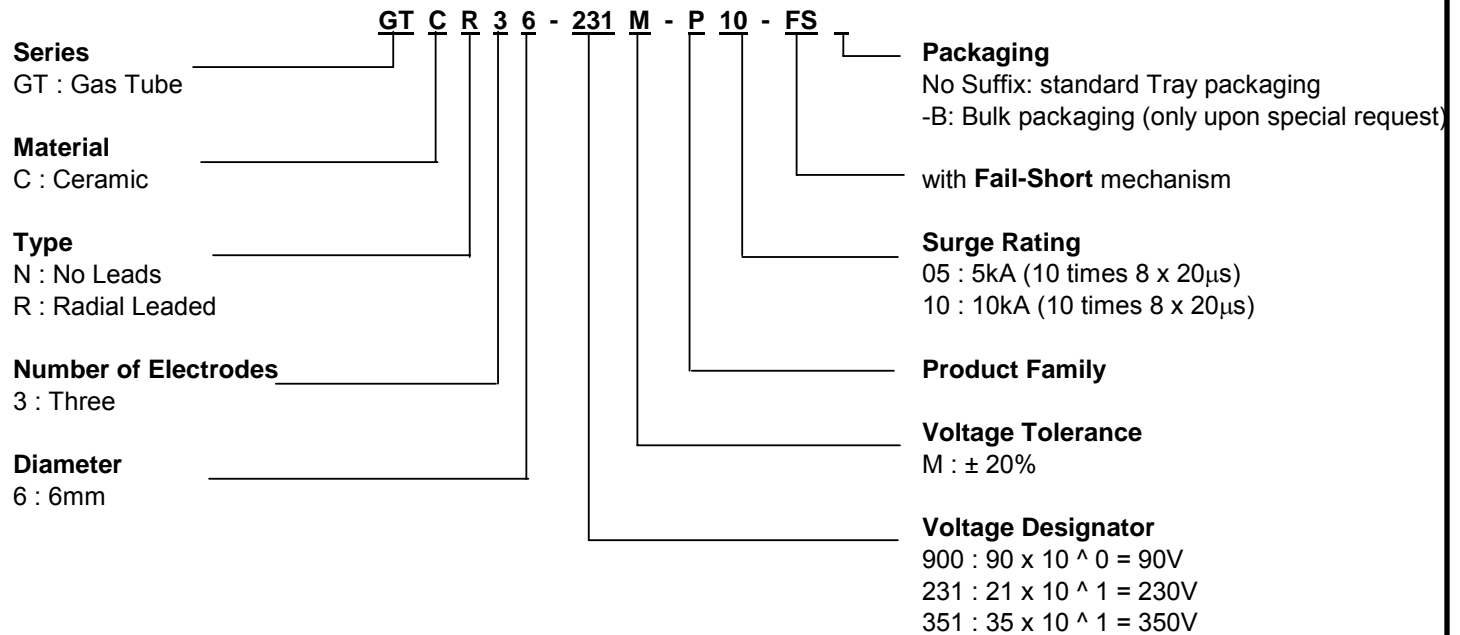 GT C R 3 6 - 231 M - P 10 - FS
Series
GT : Gas Tube
Material
C : Ceramic
Type
N : No Leads
R : Radial Leaded
Number of Electrodes
3 : Three
Diameter
6 : 6mm
Packaging
No Suffix: standard Tray packaging
-B: Bulk packaging (only upon special request)
with Fail-Short mechanism
Surge Rating
05 : 5kA (10 times 8 x 20μs)
10 : 10kA (10 times 8 x 20μs)
Product Family
Voltage Tolerance
M : ± 20%
Voltage Designator
900 : 90 x 10 ^ 0 = 90V
231 : 21 x 10 ^ 1 = 230V
351 : 35 x 10 ^ 1 = 350V